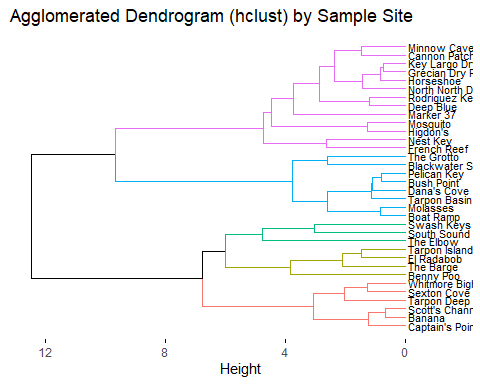 Agglomerated Dendrogram (hclust) by Sample Site
Minnow Cave
Cannon Patch
Key Largo Dr
Grecian Dry
Horseshoe
North North D
Rodriguez Ke
Deep Blue
Marker 37
Mosquito
Higdon's
Nest Key
French Reef
The Grotto
Blackwater S
Pelican Key
Bush Point
Dana's Cove
Tarpon Basin
Molasses
Boat Ramp
Swash Keys
South Sound
The Elbow
Tarpon Island
El Radabob
The Barge
Benny Poo
Whitmore Bigh
Sexton Cove
Tarpon Deep
Scott's Chann
Banana
Captain's Poin
12 8 4 0
Height